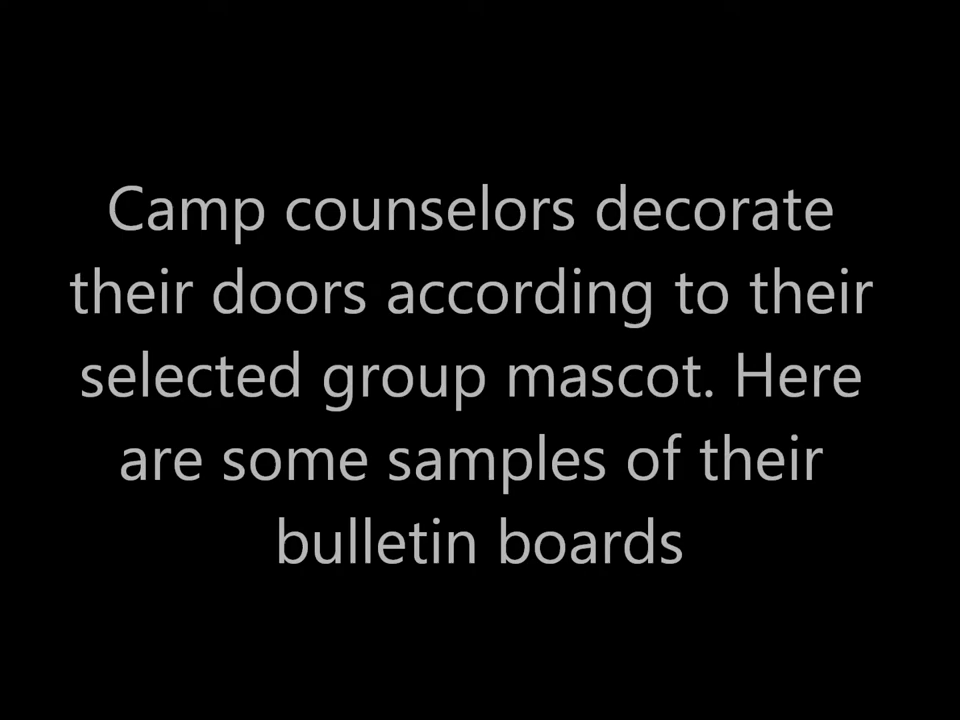 Camp counselors decorate
their doors according to their
selected group mascot. Here
are some samples of their
bulletin boards